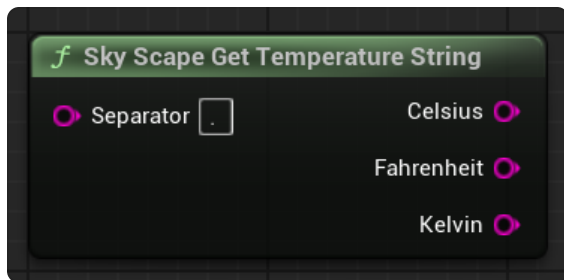 f Sky Scape Get Temperature String
Separator . Celsius
Fahrenheit
Kelvin